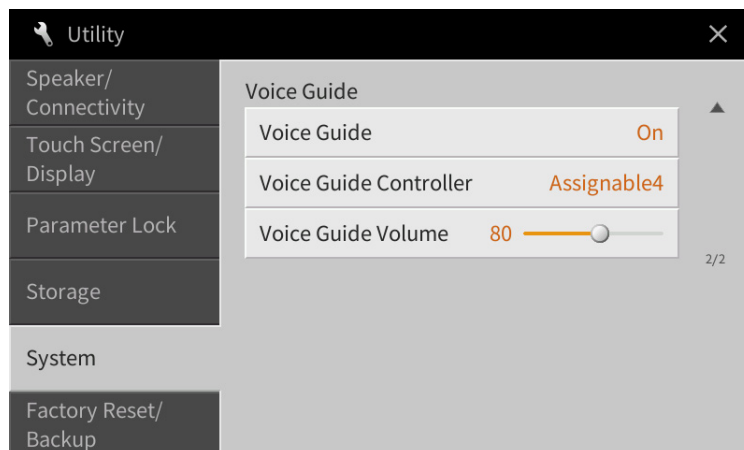 Utility
Speaker/
Connectivity
Touch Screen/
Display
Parameter Lock
Storage
System
Factory Reset/
Backup
Voice Guide
Voice Guide On
Voice Guide Controller Assignable4
Voice Guide Volume 80
2/2